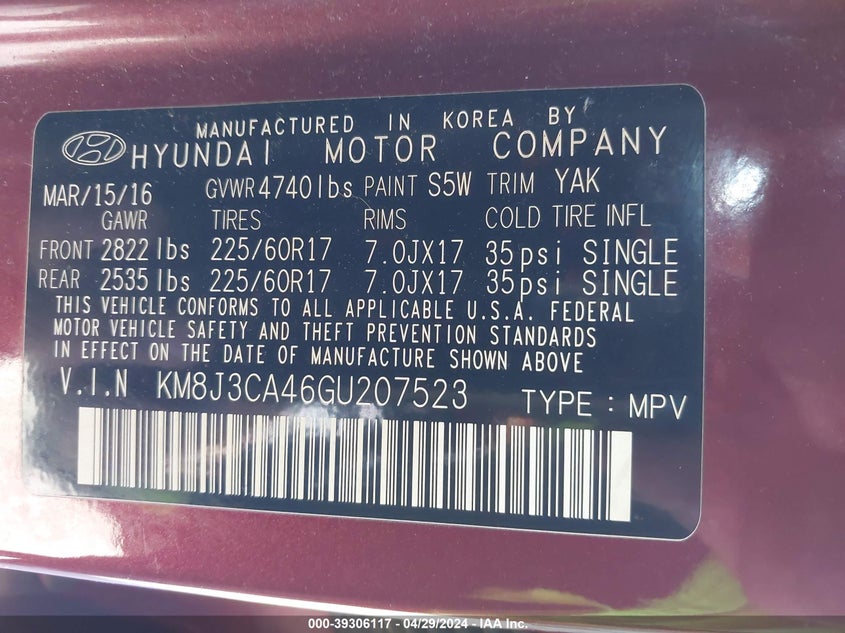 MANUFACTURED IN KOREA BY
HYUNDAI MOTOR COMPANY
MAR/15/16 GVWR 4740lbs PAINT S5W TRIM YAK
GAWR TIRES RIMS COLD TIRE INFL
FRONT 2822 lbs 225/60R17 7.0JX17 35psi SINGLE
REAR 2535 lbs 225/60R17 7.0JX17 35psi SINGLE
THIS VEHICLE CONFORMS TO ALL APPLICABLE U.S.A. FEDERAL
MOTOR VEHICLE SAFETY AND THEFT PREVENTION STANDARDS
IN EFFECT ON THE DATE OF MANUFACTURE SHOWN ABOVE
V.I.N KM8J3CA46GU207523 TYPE : MPV
000-39306117 - 04/29/2024 - IAA Inc.